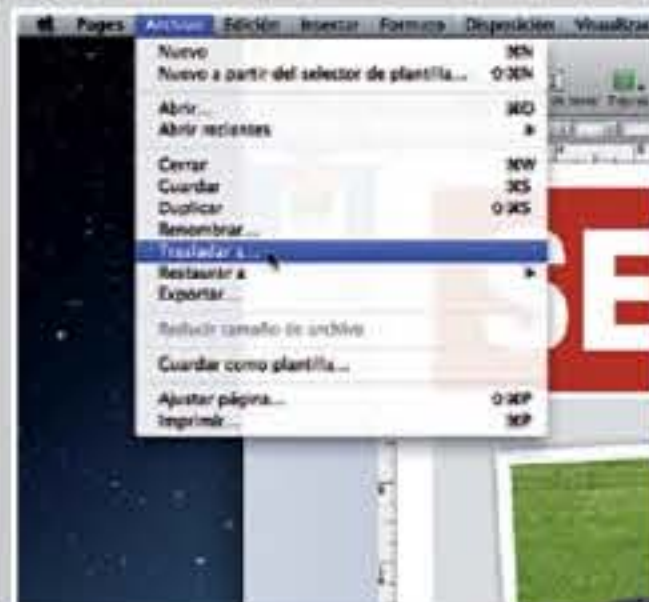 Pages Archivo Edición Insertar Formato Disposición
Nuevo ⌘N
Nuevo a partir del selector de plantilla... ⇧⌘N
Abrir... ⌘O
Abrir recientes ▶
Cerrar ⌘W
Guardar ⌘S
Duplicar ⇧⌘S
Renombrar...
Trasladar a...
Restaurar a ▶
Exportar...
Reducir tamaño de archivo
Guardar como plantilla...
Ajustar página... ⇧⌘P
Imprimir... ⌘P
SE